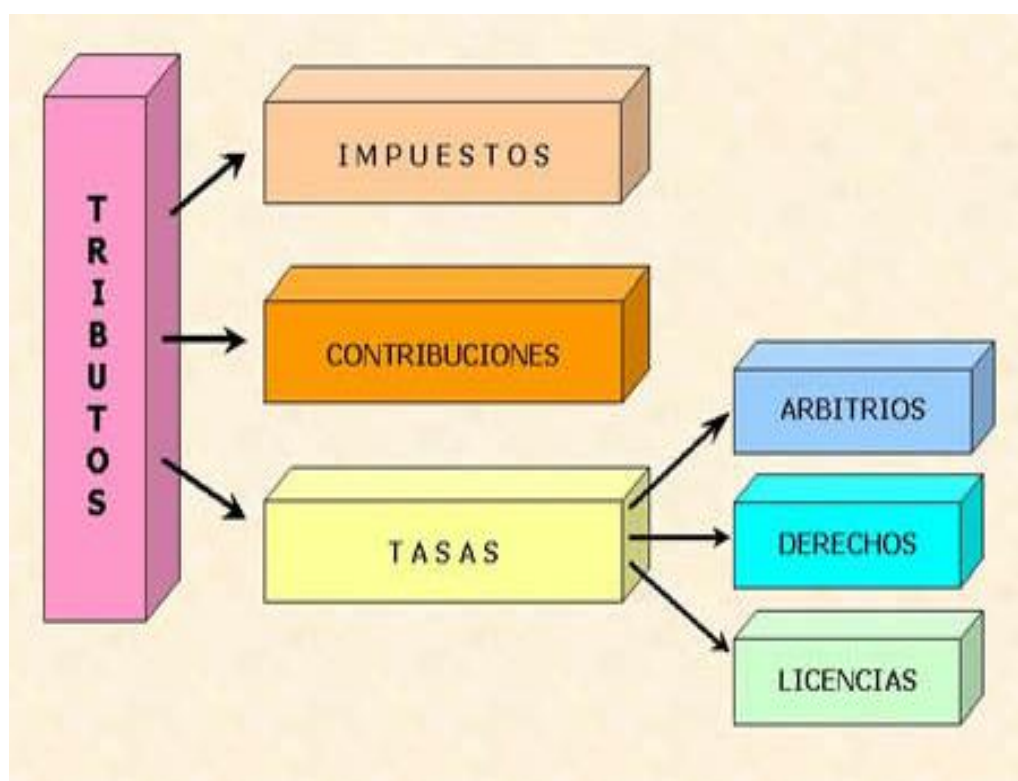 TRIBUTOS
IMPUESTOS
CONTRIBUCIONES
TASAS
ARBITRIOS
DERECHOS
LICENCIAS